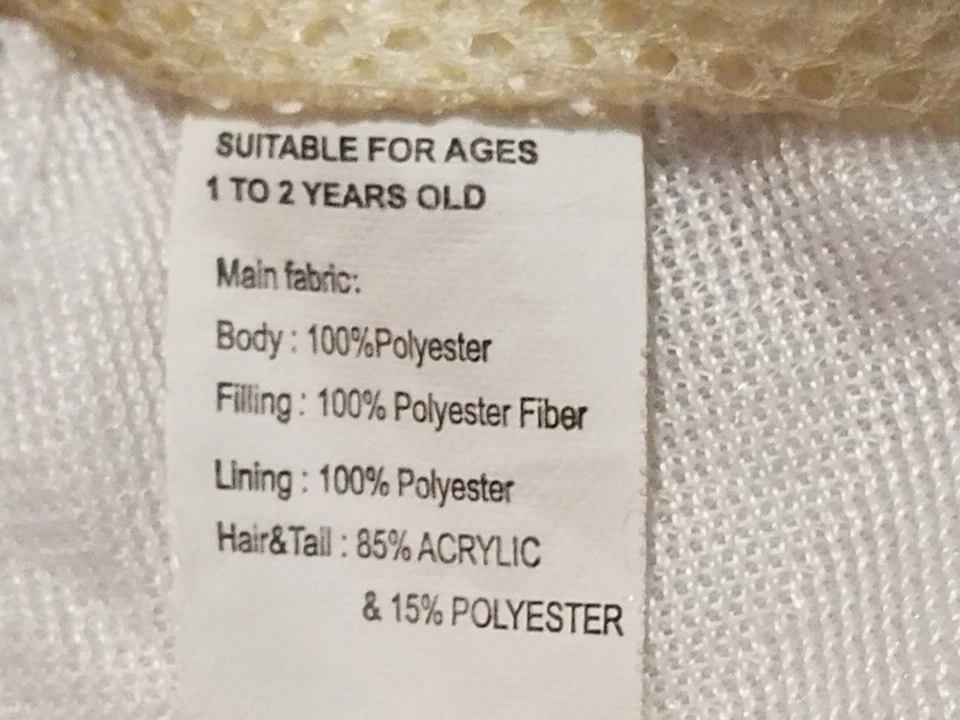 SUITABLE FOR AGES
1 TO 2 YEARS OLD
Main fabric:
Body : 100%Polyester
Filling : 100% Polyester Fiber
Lining : 100% Polyester
Hair&Tail : 85% ACRYLIC
& 15% POLYESTER